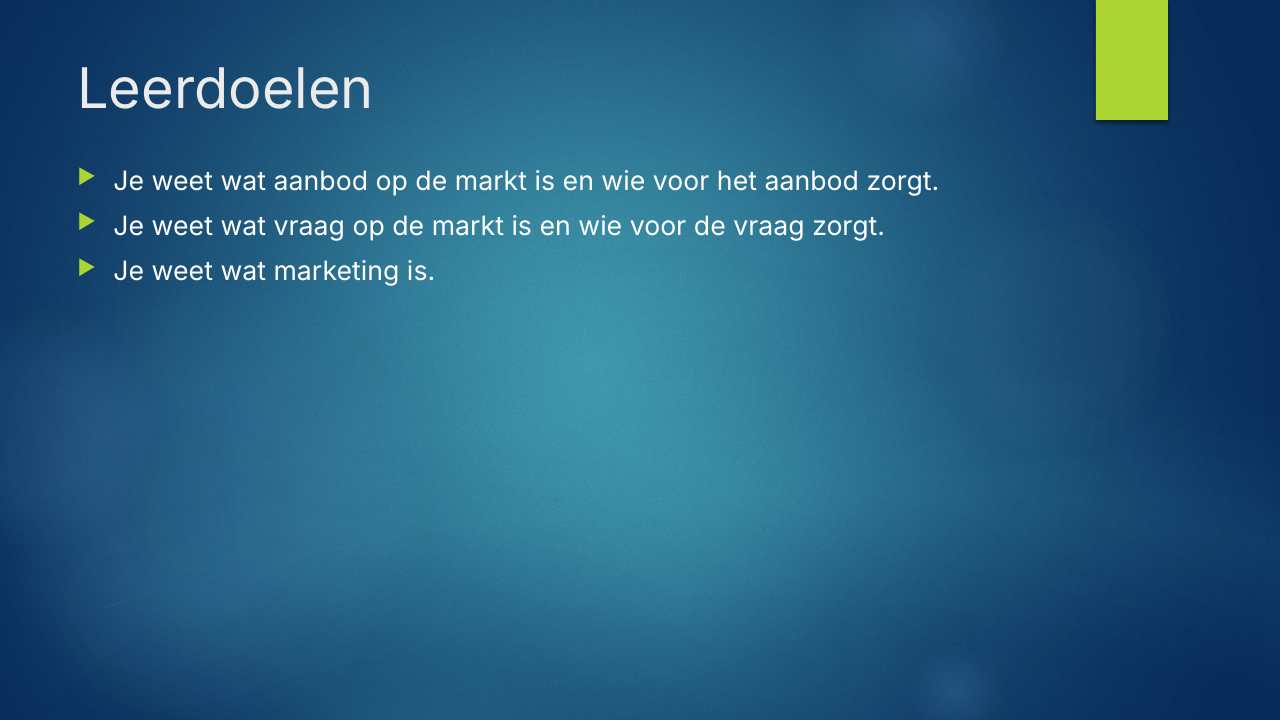 Leerdoelen
Je weet wat aanbod op de markt is en wie voor het aanbod zorgt.
Je weet wat vraag op de markt is en wie voor de vraag zorgt.
Je weet wat marketing is.